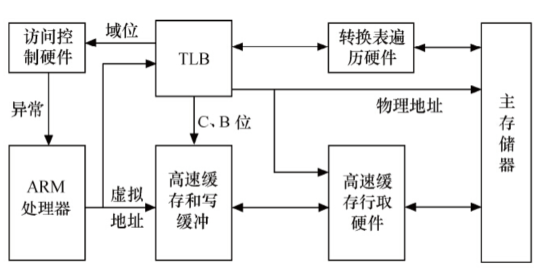 访问控
制硬件
域位
TLB
转换表遍
历硬件
异常
C、B 位
物理地址
主
存
储
器
ARM
处理器
虚拟
地址
高速缓
存和写
缓冲
高速缓
存行取
硬件